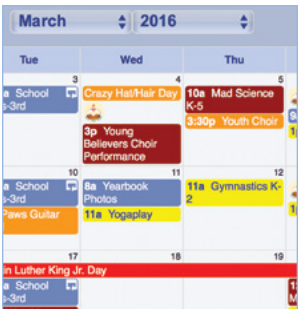 March 2016
Tue Wed Thu
3 4 5
a School
s-3rd
Crazy Hat/Hair Day
3p Young
Believers Choir
Performance
10a Mad Science
K-5
3:30p Youth Choir
10 11 12
a School
s-3rd
Paws Guitar
8a Yearbook
Photos
11a Yogaplay
11a Gymnastics K-
2
17 18 19
in Luther King Jr. Day
a School
s-3rd